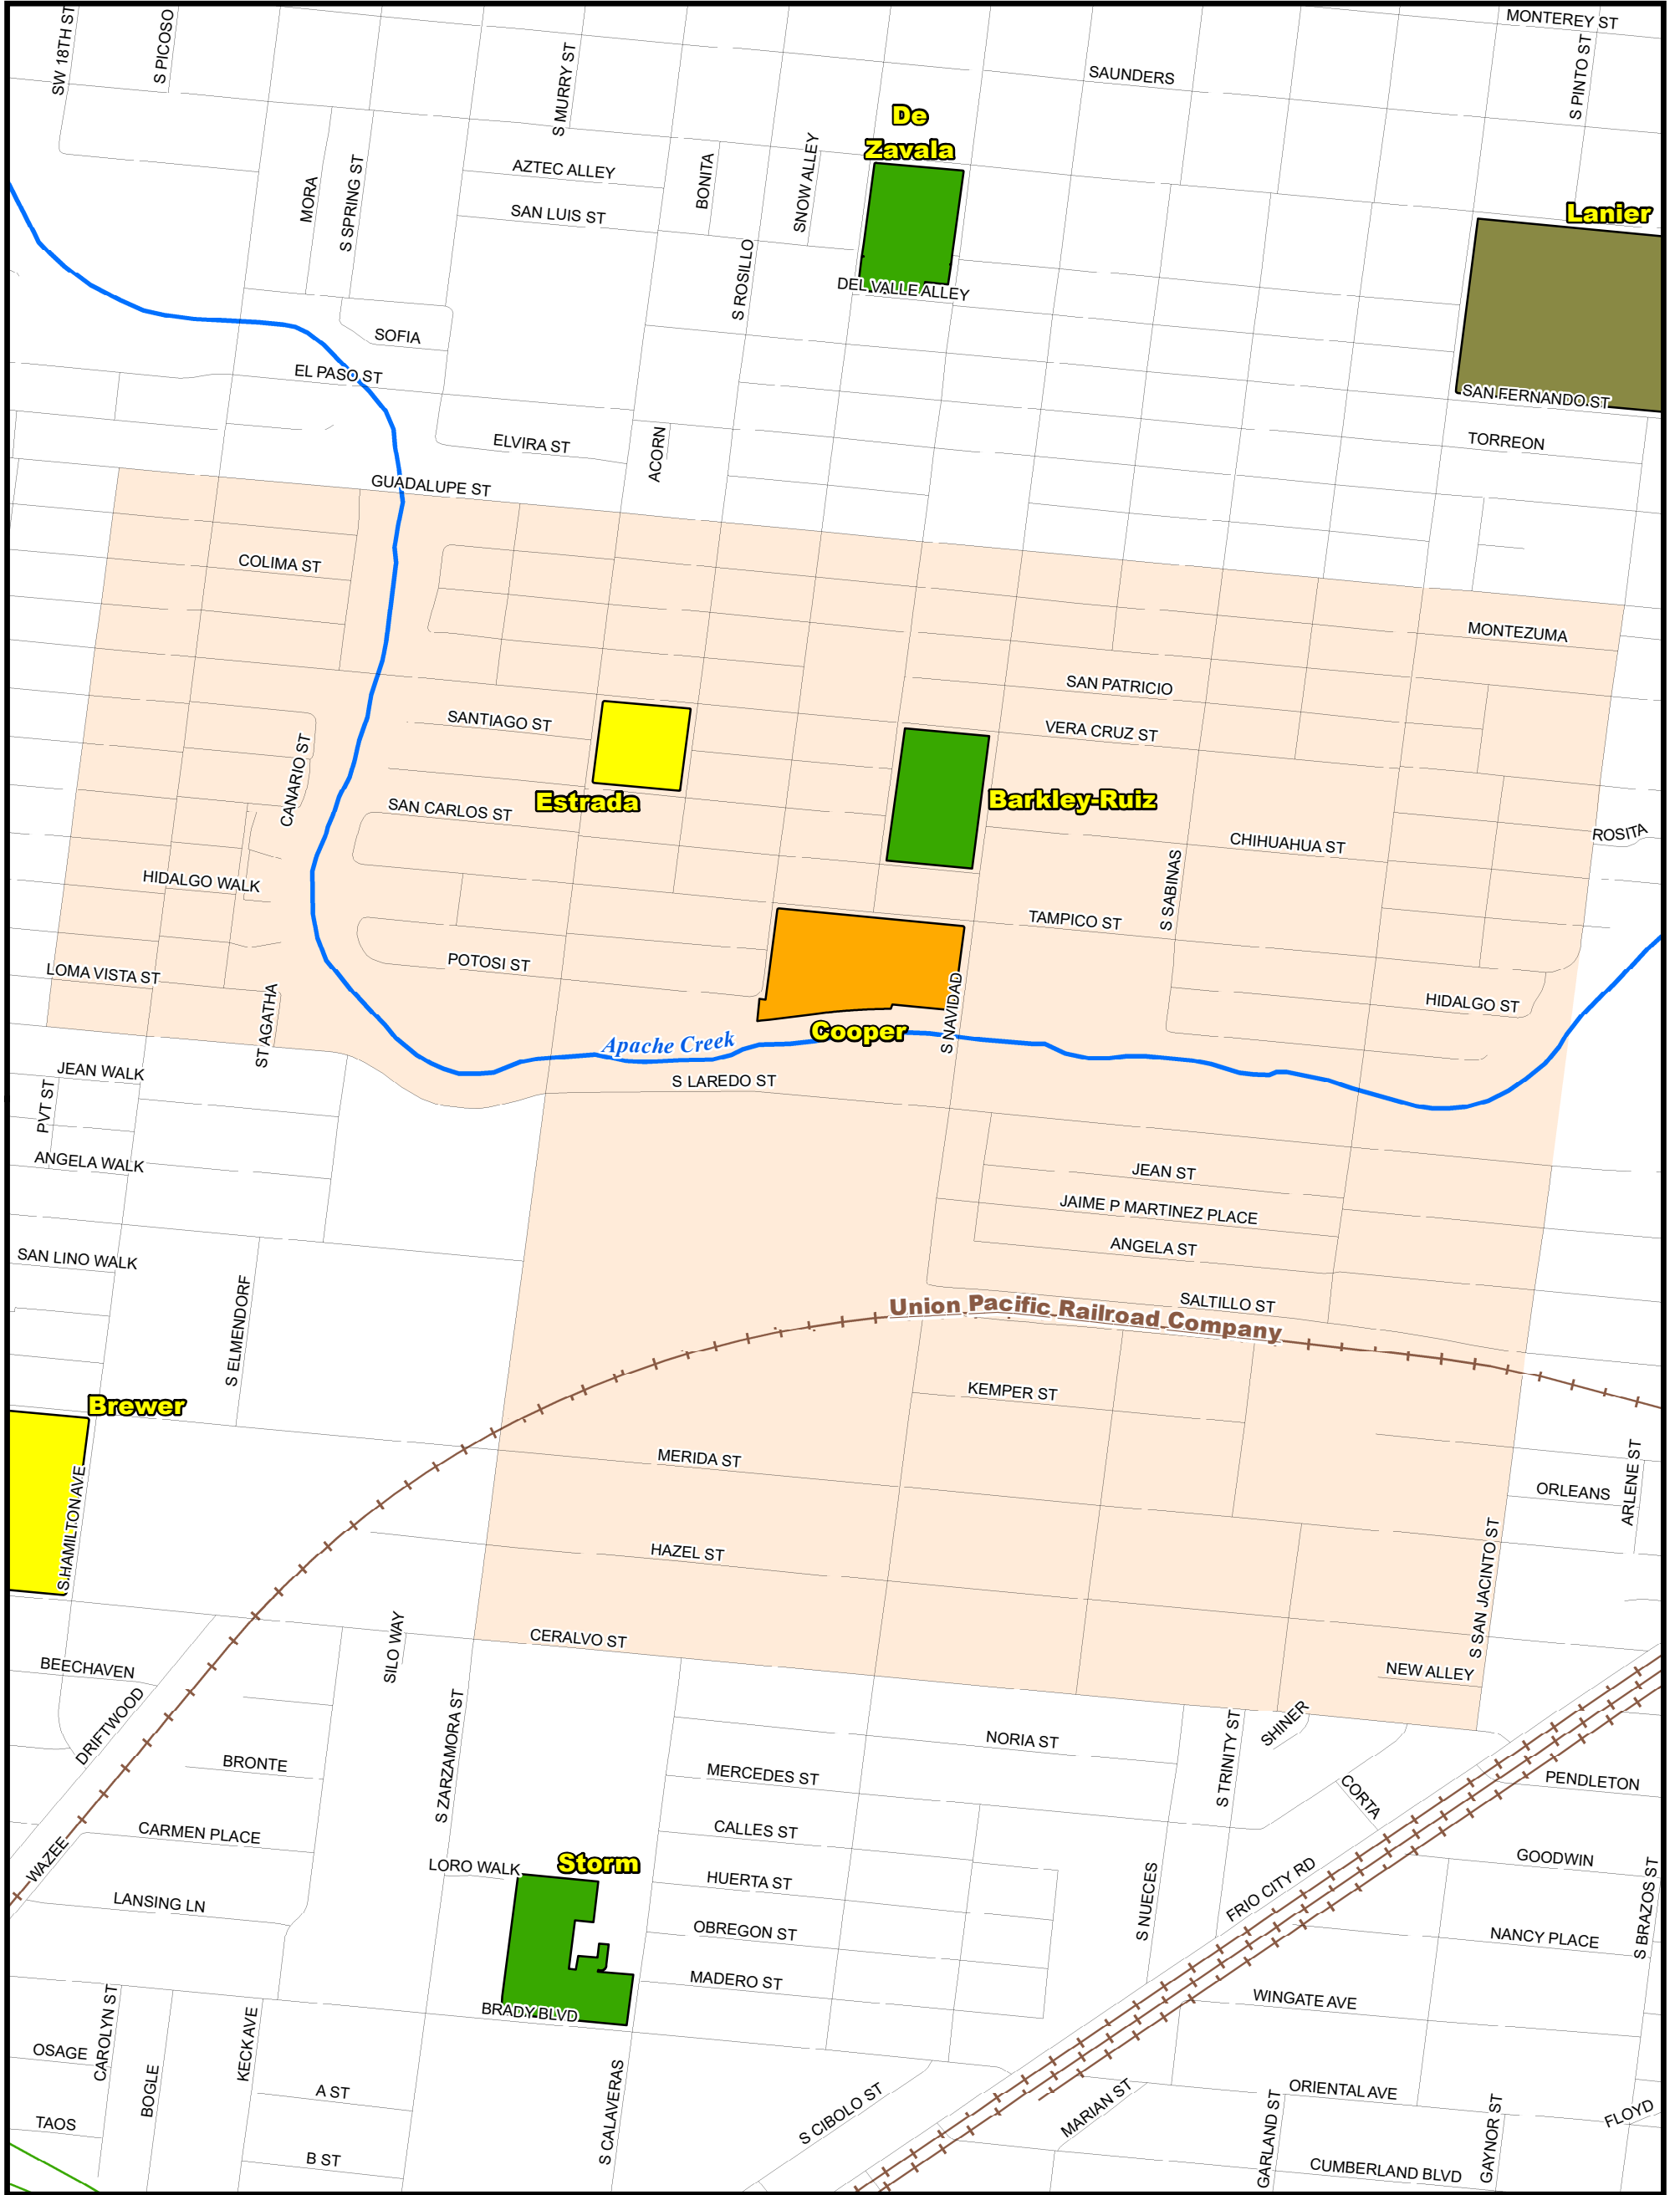 MONTEREY ST
SW 18TH ST
S PICOSO
S MURRY ST
SAUNDERS
S PINTO ST
De
Zavala
AZTEC ALLEY
BONITA
SNOW ALLEY
MORA
S SPRING ST
SAN LUIS ST
Lanier
S ROSILLO
DEL VALLE ALLEY
SOFIA
EL PASO ST
SAN FERNANDO ST
ELVIRA ST
ACORN
TORREON
GUADALUPE ST
COLIMA ST
MONTEZUMA
SAN PATRICIO
SANTIAGO ST
VERA CRUZ ST
CANARIO ST
Estrada
Barkley-Ruiz
SAN CARLOS ST
CHIHUAHUA ST
ROSITA
HIDALGO WALK
S SABINAS
TAMPICO ST
POTOSI ST
LOMA VISTA ST
HIDALGO ST
ST AGATHA
S NAVIDAD
Cooper
Apache Creek
JEAN WALK
S LAREDO ST
PVT ST
ANGELA WALK
JEAN ST
JAIME P MARTINEZ PLACE
ANGELA ST
SAN LINO WALK
S ELMENDORF
SALTILLO ST
Union Pacific Railroad Company
KEMPER ST
Brewer
MERIDA ST
S HAMILTON AVE
ORLEANS
ARLENE ST
HAZEL ST
S SAN JACINTO ST
CERALVO ST
SILO WAY
BEECHAVEN
NEW ALLEY
DRIFTWOOD
S ZARZAMORA ST
NORIA ST
S TRINITY ST
SHINER
BRONTE
MERCEDES ST
CORTA
PENDLETON
CARMEN PLACE
CALLES ST
WAZEE
LORO WALK
Storm
HUERTA ST
GOODWIN
FRIO CITY RD
S NUECES
LANSING LN
OBREGON ST
NANCY PLACE
S BRAZOS ST
MADERO ST
BRADY BLVD
WINGATE AVE
CAROLYN ST
OSAGE
KECK AVE
BOGLE
A ST
S CALAVERAS
S CIBOLO ST
MARIAN ST
ORIENTAL AVE
GARLAND ST
GAYNOR ST
FLOYD
TAOS
B ST
CUMBERLAND BLVD